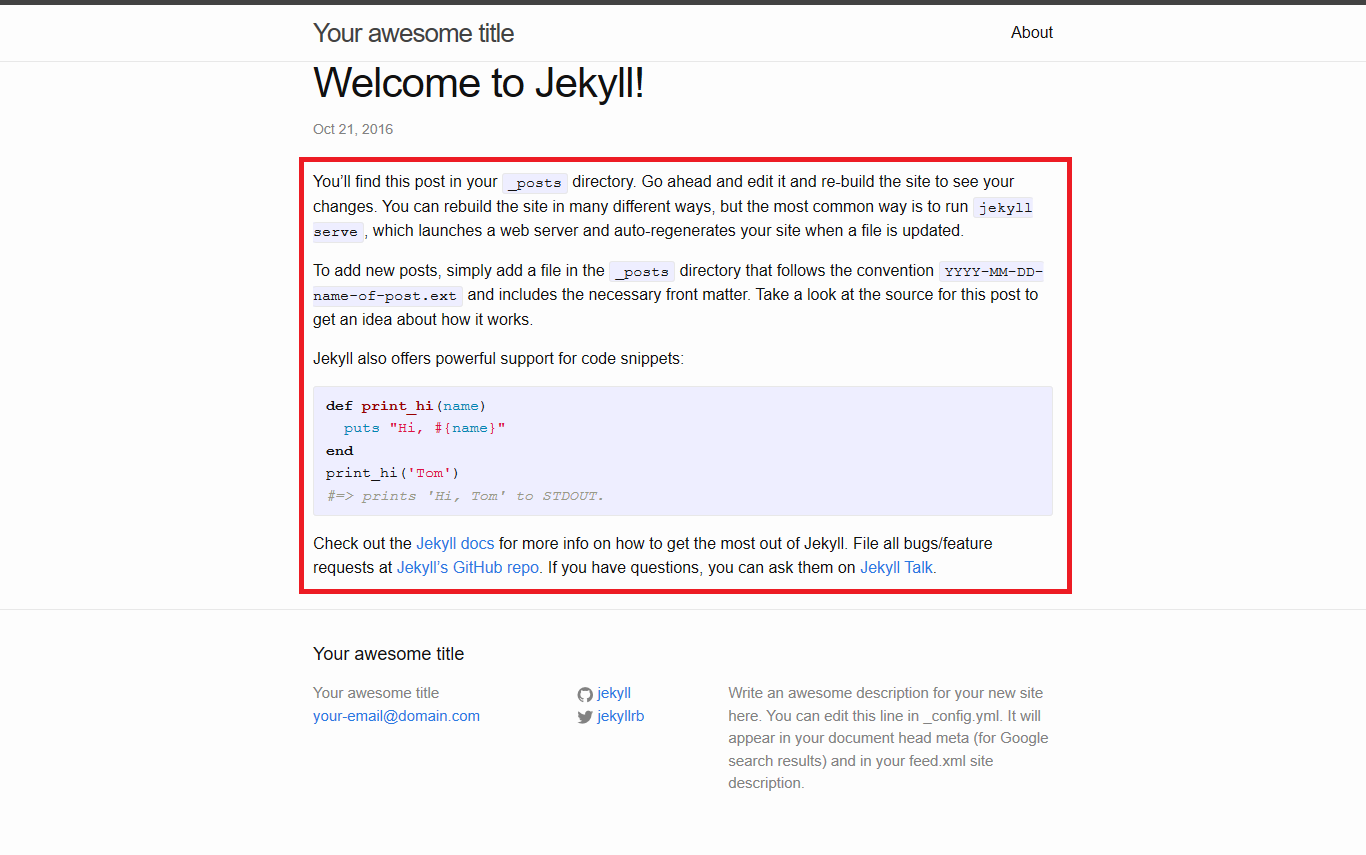 Your awesome title
About
Welcome to Jekyll!
Oct 21, 2016
You’ll find this post in your _posts directory. Go ahead and edit it and re-build the site to see your
changes. You can rebuild the site in many different ways, but the most common way is to run jekyll
serve, which launches a web server and auto-regenerates your site when a file is updated.
To add new posts, simply add a file in the _posts directory that follows the convention YYYY-MM-DD-
name-of-post.ext and includes the necessary front matter. Take a look at the source for this post to
get an idea about how it works.
Jekyll also offers powerful support for code snippets:
def print_hi(name)
  puts "Hi, #{name}"
end
print_hi('Tom')
#=> prints 'Hi, Tom' to STDOUT.
Check out the Jekyll docs for more info on how to get the most out of Jekyll. File all bugs/feature
requests at Jekyll’s GitHub repo. If you have questions, you can ask them on Jekyll Talk.
Your awesome title
Your awesome title
your-email@domain.com
jekyll
jekyllrb
Write an awesome description for your new site
here. You can edit this line in _config.yml. It will
appear in your document head meta (for Google
search results) and in your feed.xml site
description.